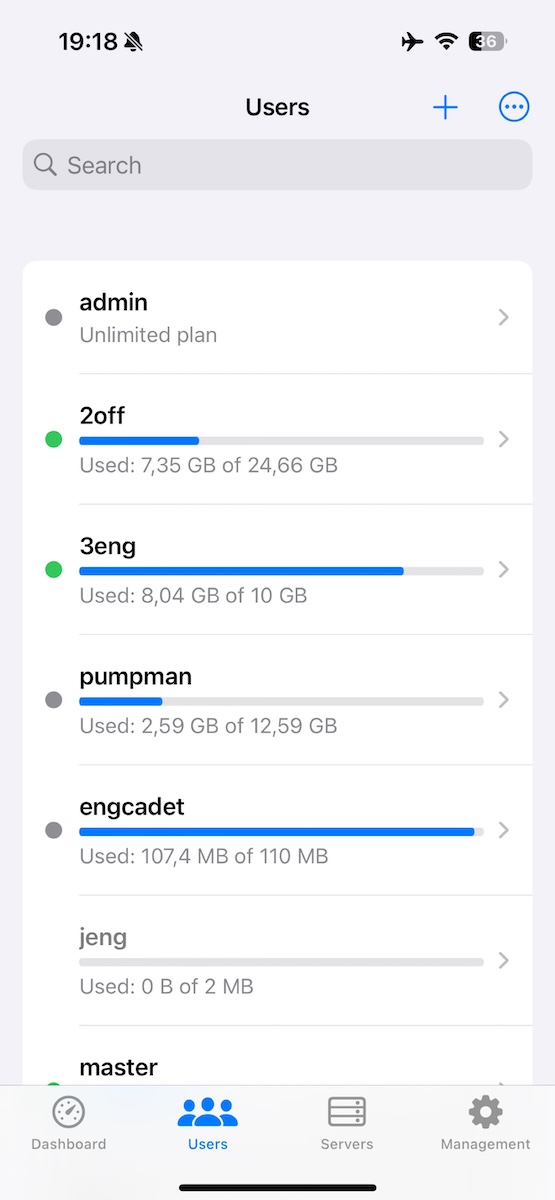 19:18
36
Users
Search
admin
Unlimited plan
2off
Used: 7,35 GB of 24,66 GB
3eng
Used: 8,04 GB of 10 GB
pumpman
Used: 2,59 GB of 12,59 GB
engcadet
Used: 107,4 MB of 110 MB
jeng
Used: 0 B of 2 MB
master
Dashboard
Users
Servers
Management